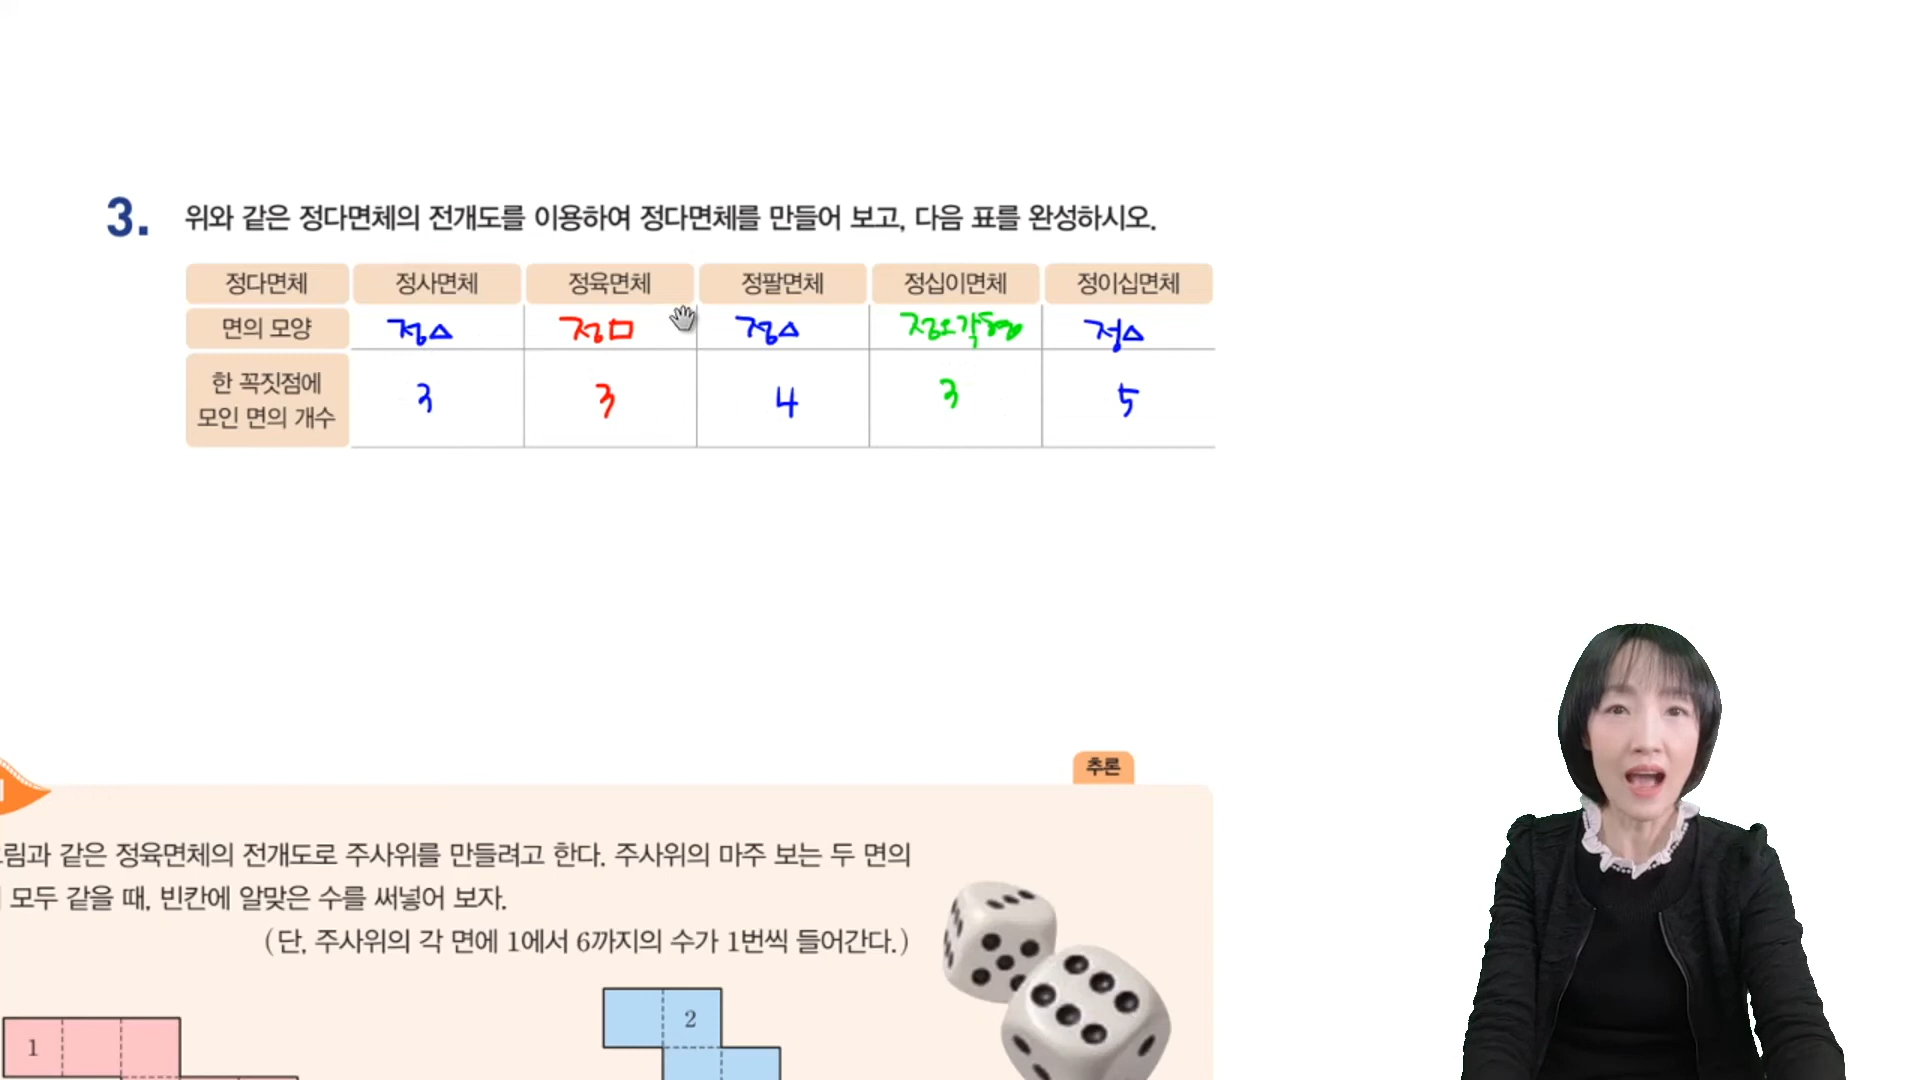 3. 위와 같은 정다면체의 전개도를 이용하여 정다면체를 만들어 보고, 다음 표를 완성하시오.
정다면체 정사면체 정육면체 정팔면체 정십이면체 정이십면체
면의 모양 정△ 정□ 정△ 정오각형 정△
한 꼭짓점에
모인 면의 개수 3 3 4 3 5
추론
림과 같은 정육면체의 전개도로 주사위를 만들려고 한다. 주사위의 마주 보는 두 면의
모두 같을 때, 빈칸에 알맞은 수를 써넣어 보자.
(단, 주사위의 각 면에 1에서 6까지의 수가 1번씩 들어간다.)
2
1